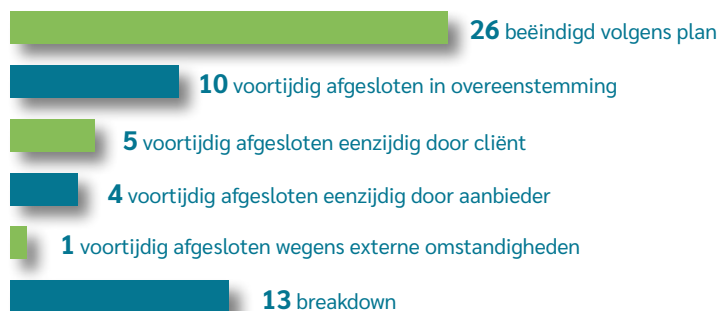 26 beëindigd volgens plan
10 voortijdig afgesloten in overeenstemming
5 voortijdig afgesloten eenzijdig door cliënt
4 voortijdig afgesloten eenzijdig door aanbieder
1 voortijdig afgesloten wegens externe omstandigheden
13 breakdown